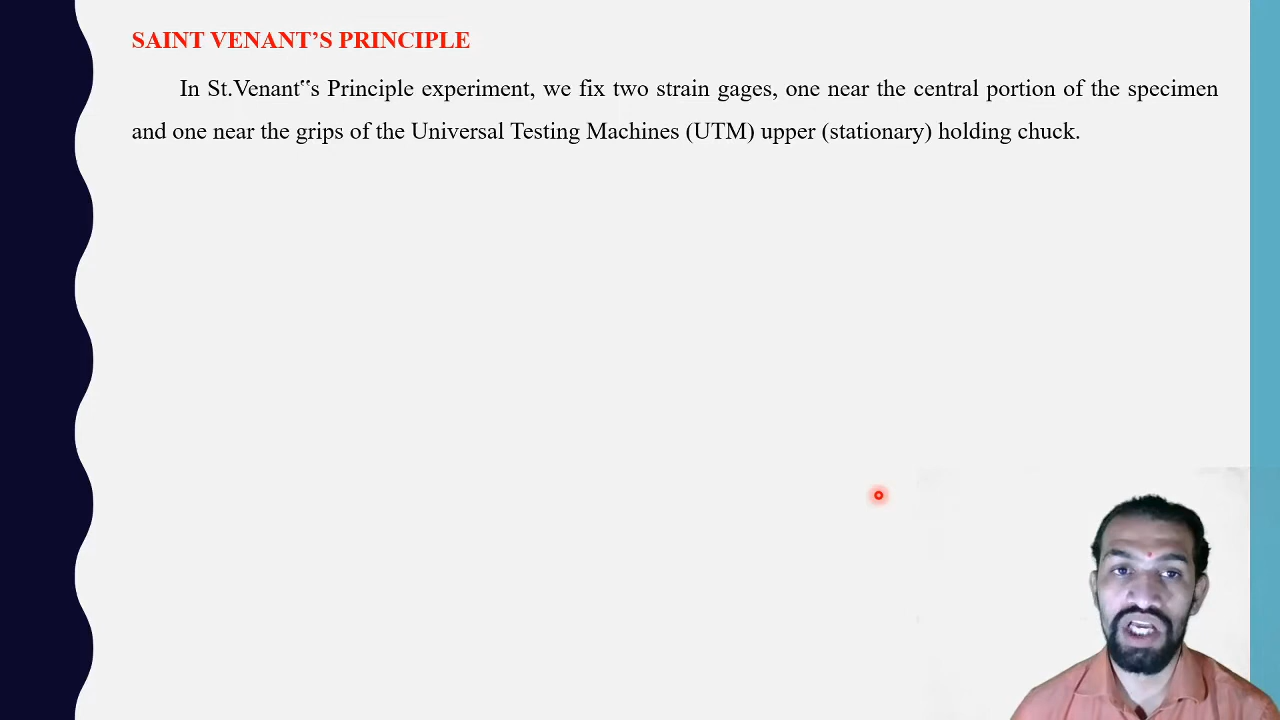 SAINT VENANT’S PRINCIPLE
In St.Venant‟s Principle experiment, we fix two strain gages, one near the central portion of the specimen
and one near the grips of the Universal Testing Machines (UTM) upper (stationary) holding chuck.